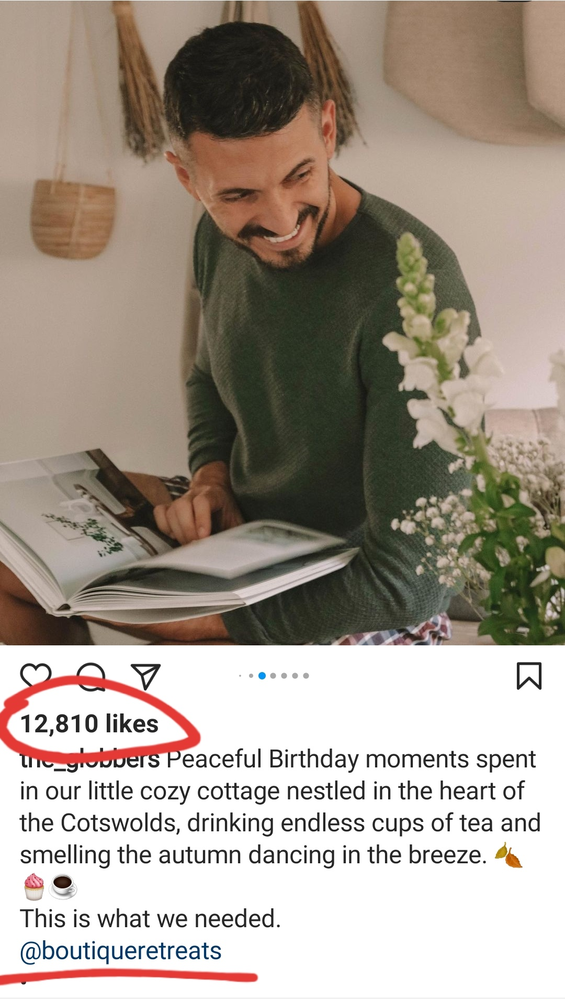 12,810 likes
the_globbers Peaceful Birthday moments spent
in our little cozy cottage nestled in the heart of
the Cotswolds, drinking endless cups of tea and
smelling the autumn dancing in the breeze. 🍂
🧁☕
This is what we needed.
@boutiqueretreats
.